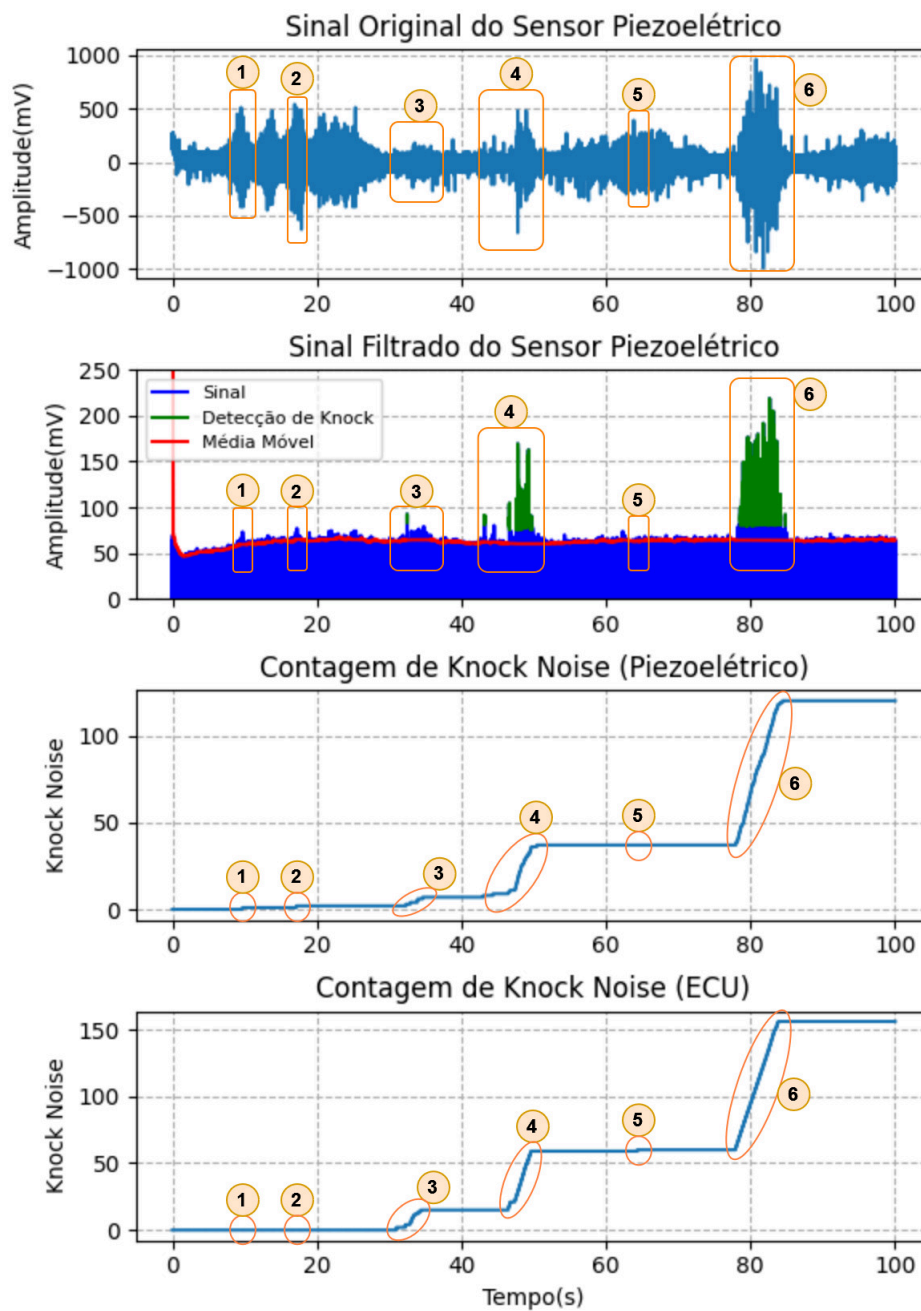 Sinal Original do Sensor Piezoelétrico
Amplitude(mV)
1000
500
0
−500
−1000
1
2
3
4
5
6
0 20 40 60 80 100
Sinal Filtrado do Sensor Piezoelétrico
Amplitude(mV)
250
200
150
100
50
0
Sinal
Detecção de Knock
Média Móvel
1
2
3
4
5
6
0 20 40 60 80 100
Contagem de Knock Noise (Piezoelétrico)
Knock Noise
100
50
0
1
2
3
4
5
6
0 20 40 60 80 100
Contagem de Knock Noise (ECU)
Knock Noise
150
100
50
0
1
2
3
4
5
6
0 20 40 60 80 100
Tempo(s)